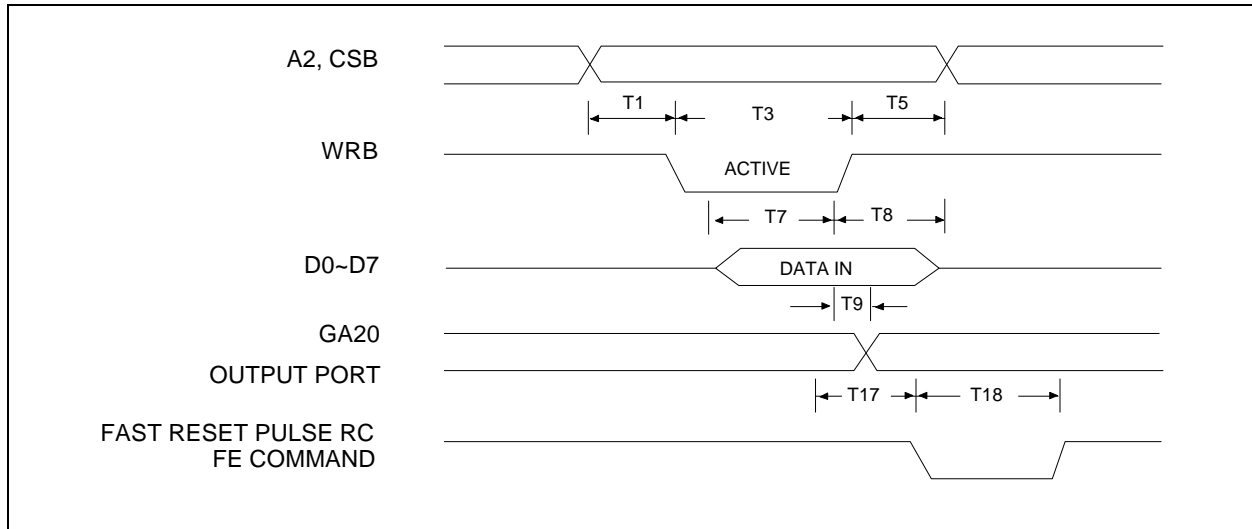 A2, CSB
T1
T3
T5
WRB
ACTIVE
T7
T8
D0~D7
DATA IN
T9
GA20
OUTPUT PORT
T17
T18
FAST RESET PULSE RC
FE COMMAND